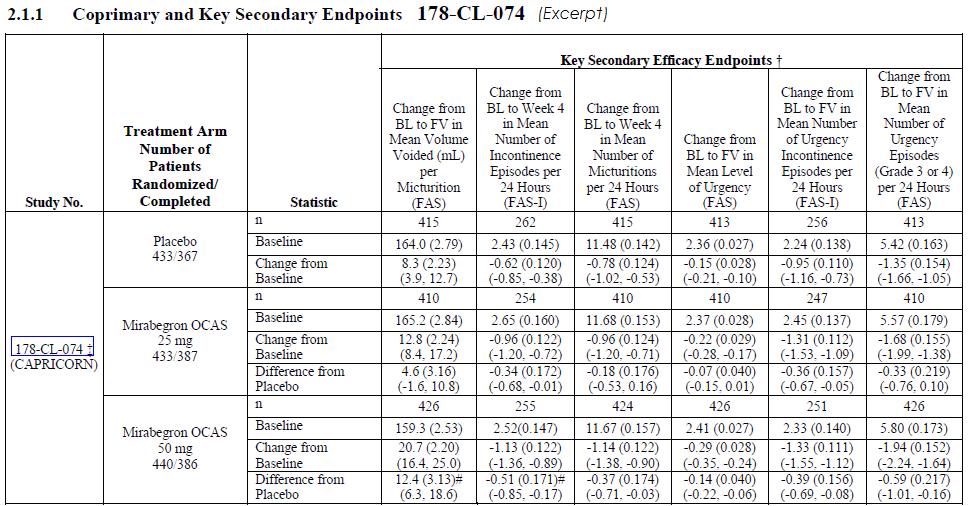 2.1.1 Coprimary and Key Secondary Endpoints 178-CL-074 (Excerpt)
Key Secondary Efficacy Endpoints †
Study No.
Treatment Arm
Number of
Patients
Randomized/
Completed
Statistic
Change from
BL to FV in
Mean Volume
Voided (mL)
per
Micturition
(FAS)
Change from
BL to Week 4
in Mean
Number of
Incontinence
Episodes per
24 Hours
(FAS-I)
Change from
BL to Week 4
in Mean
Number of
Micturitions
per 24 Hours
(FAS)
Change from
BL to FV in
Mean Level
of Urgency
(FAS)
Change from
BL to FV in
Mean Number
of Urgency
Incontinence
Episodes per
24 Hours
(FAS-I)
Change from
BL to FV in
Mean
Number of
Urgency
Episodes
(Grade 3 or 4)
per 24 Hours
(FAS)
178-CL-074 ‡
(CAPRICORN)
Placebo
433/367
n 415 262 415 413 256 413
Baseline 164.0 (2.79) 2.43 (0.145) 11.48 (0.142) 2.36 (0.027) 2.24 (0.138) 5.42 (0.163)
Change from 8.3 (2.23) -0.62 (0.120) -0.78 (0.124) -0.15 (0.028) -0.95 (0.110) -1.35 (0.154)
Baseline (3.9, 12.7) (-0.85, -0.38) (-1.02, -0.53) (-0.21, -0.10) (-1.16, -0.73) (-1.66, -1.05)
Mirabegron OCAS
25 mg
433/387
n 410 254 410 410 247 410
Baseline 165.2 (2.84) 2.65 (0.160) 11.68 (0.153) 2.37 (0.028) 2.45 (0.137) 5.57 (0.179)
Change from 12.8 (2.24) -0.96 (0.122) -0.96 (0.124) -0.22 (0.029) -1.31 (0.112) -1.68 (0.155)
Baseline (8.4, 17.2) (-1.20, -0.72) (-1.20, -0.71) (-0.28, -0.17) (-1.53, -1.09) (-1.99, -1.38)
Difference from 4.6 (3.16) -0.34 (0.172) -0.18 (0.176) -0.07 (0.040) -0.36 (0.157) -0.33 (0.219)
Placebo (-1.6, 10.8) (-0.68, -0.01) (-0.53, 0.16) (-0.15, 0.01) (-0.67, -0.05) (-0.76, 0.10)
Mirabegron OCAS
50 mg
440/386
n 426 255 424 426 251 426
Baseline 159.3 (2.53) 2.52(0.147) 11.67 (0.157) 2.41 (0.027) 2.33 (0.140) 5.80 (0.173)
Change from 20.7 (2.20) -1.13 (0.122) -1.14 (0.122) -0.29 (0.028) -1.33 (0.111) -1.94 (0.152)
Baseline (16.4, 25.0) (-1.36, -0.89) (-1.38, -0.90) (-0.35, -0.24) (-1.55, -1.12) (-2.24, -1.64)
Difference from 12.4 (3.13)# -0.51 (0.171)# -0.37 (0.174) -0.14 (0.040) -0.39 (0.156) -0.59 (0.217)
Placebo (6.3, 18.6) (-0.85, -0.17) (-0.71, -0.03) (-0.22, -0.06) (-0.69, -0.08) (-1.01, -0.16)